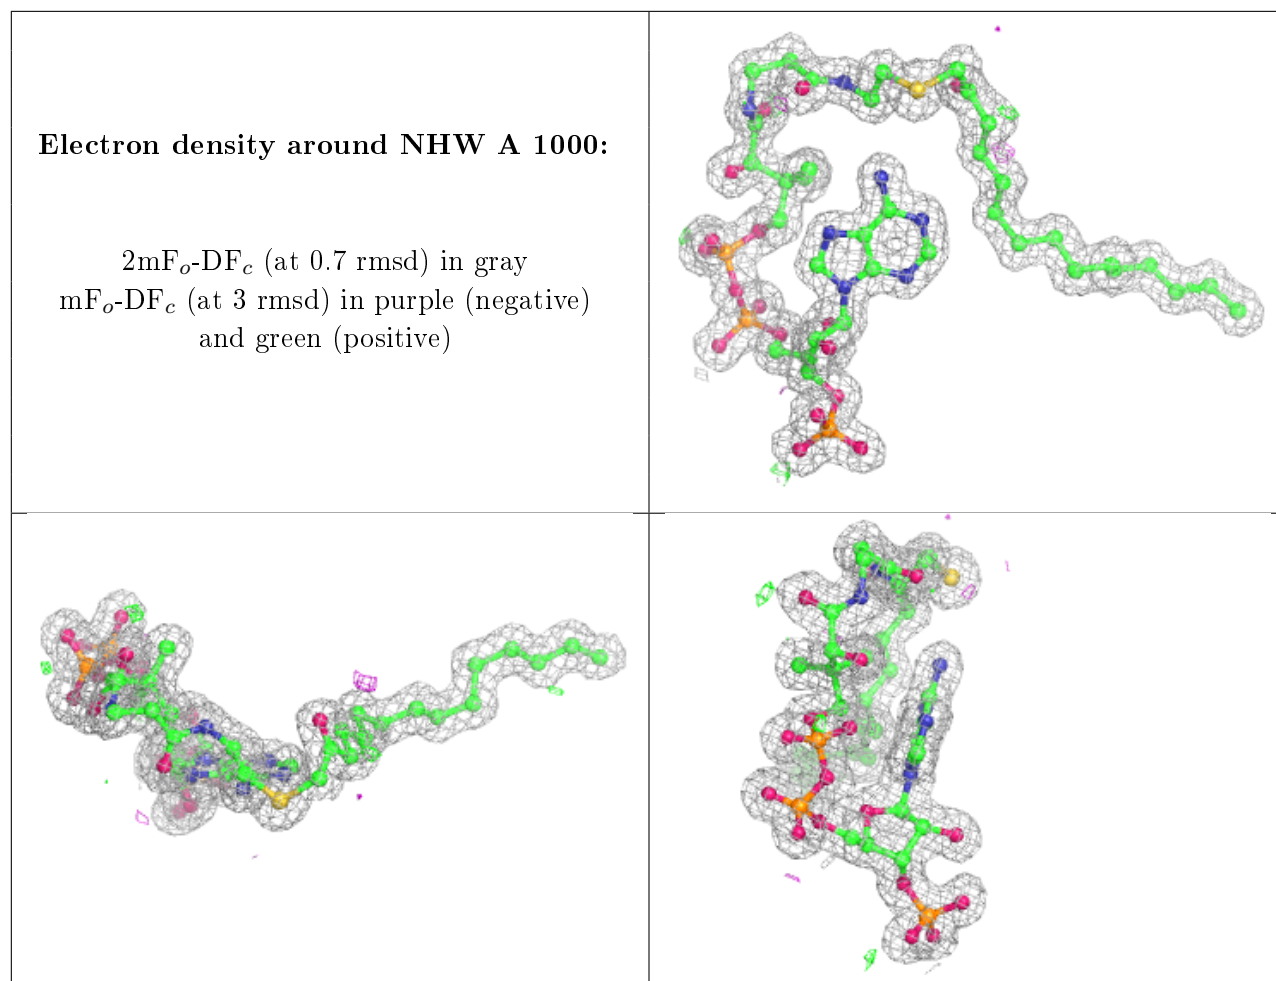 Electron density around NHW A 1000:
2mFo-DFc (at 0.7 rmsd) in gray
mFo-DFc (at 3 rmsd) in purple (negative)
and green (positive)